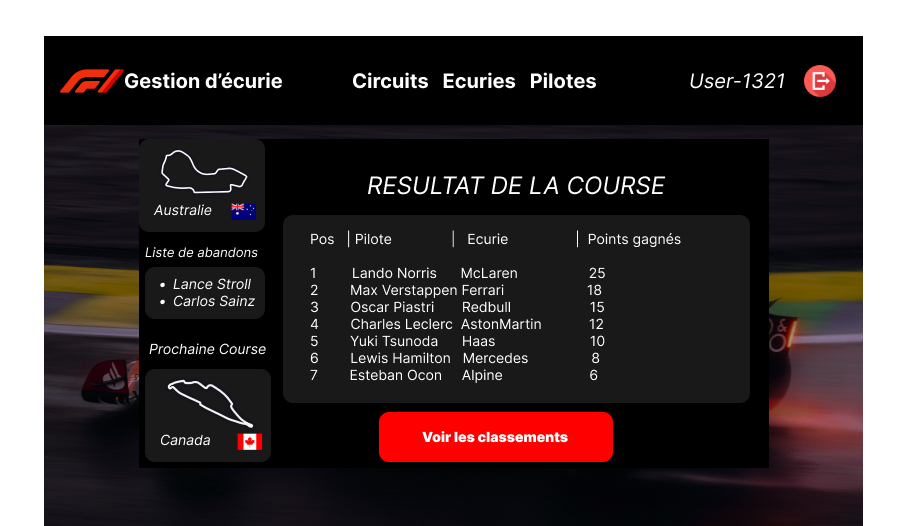 Gestion d'écurie Circuits Ecuries Pilotes User-1321
Australie
Liste de abandons
• Lance Stroll
• Carlos Sainz
Prochaine Course
Canada
RESULTAT DE LA COURSE
Pos | Pilote | Ecurie | Points gagnés
1 Lando Norris McLaren 25
2 Max Verstappen Ferrari 18
3 Oscar Piastri Redbull 15
4 Charles Leclerc AstonMartin 12
5 Yuki Tsunoda Haas 10
6 Lewis Hamilton Mercedes 8
7 Esteban Ocon Alpine 6
Voir les classements